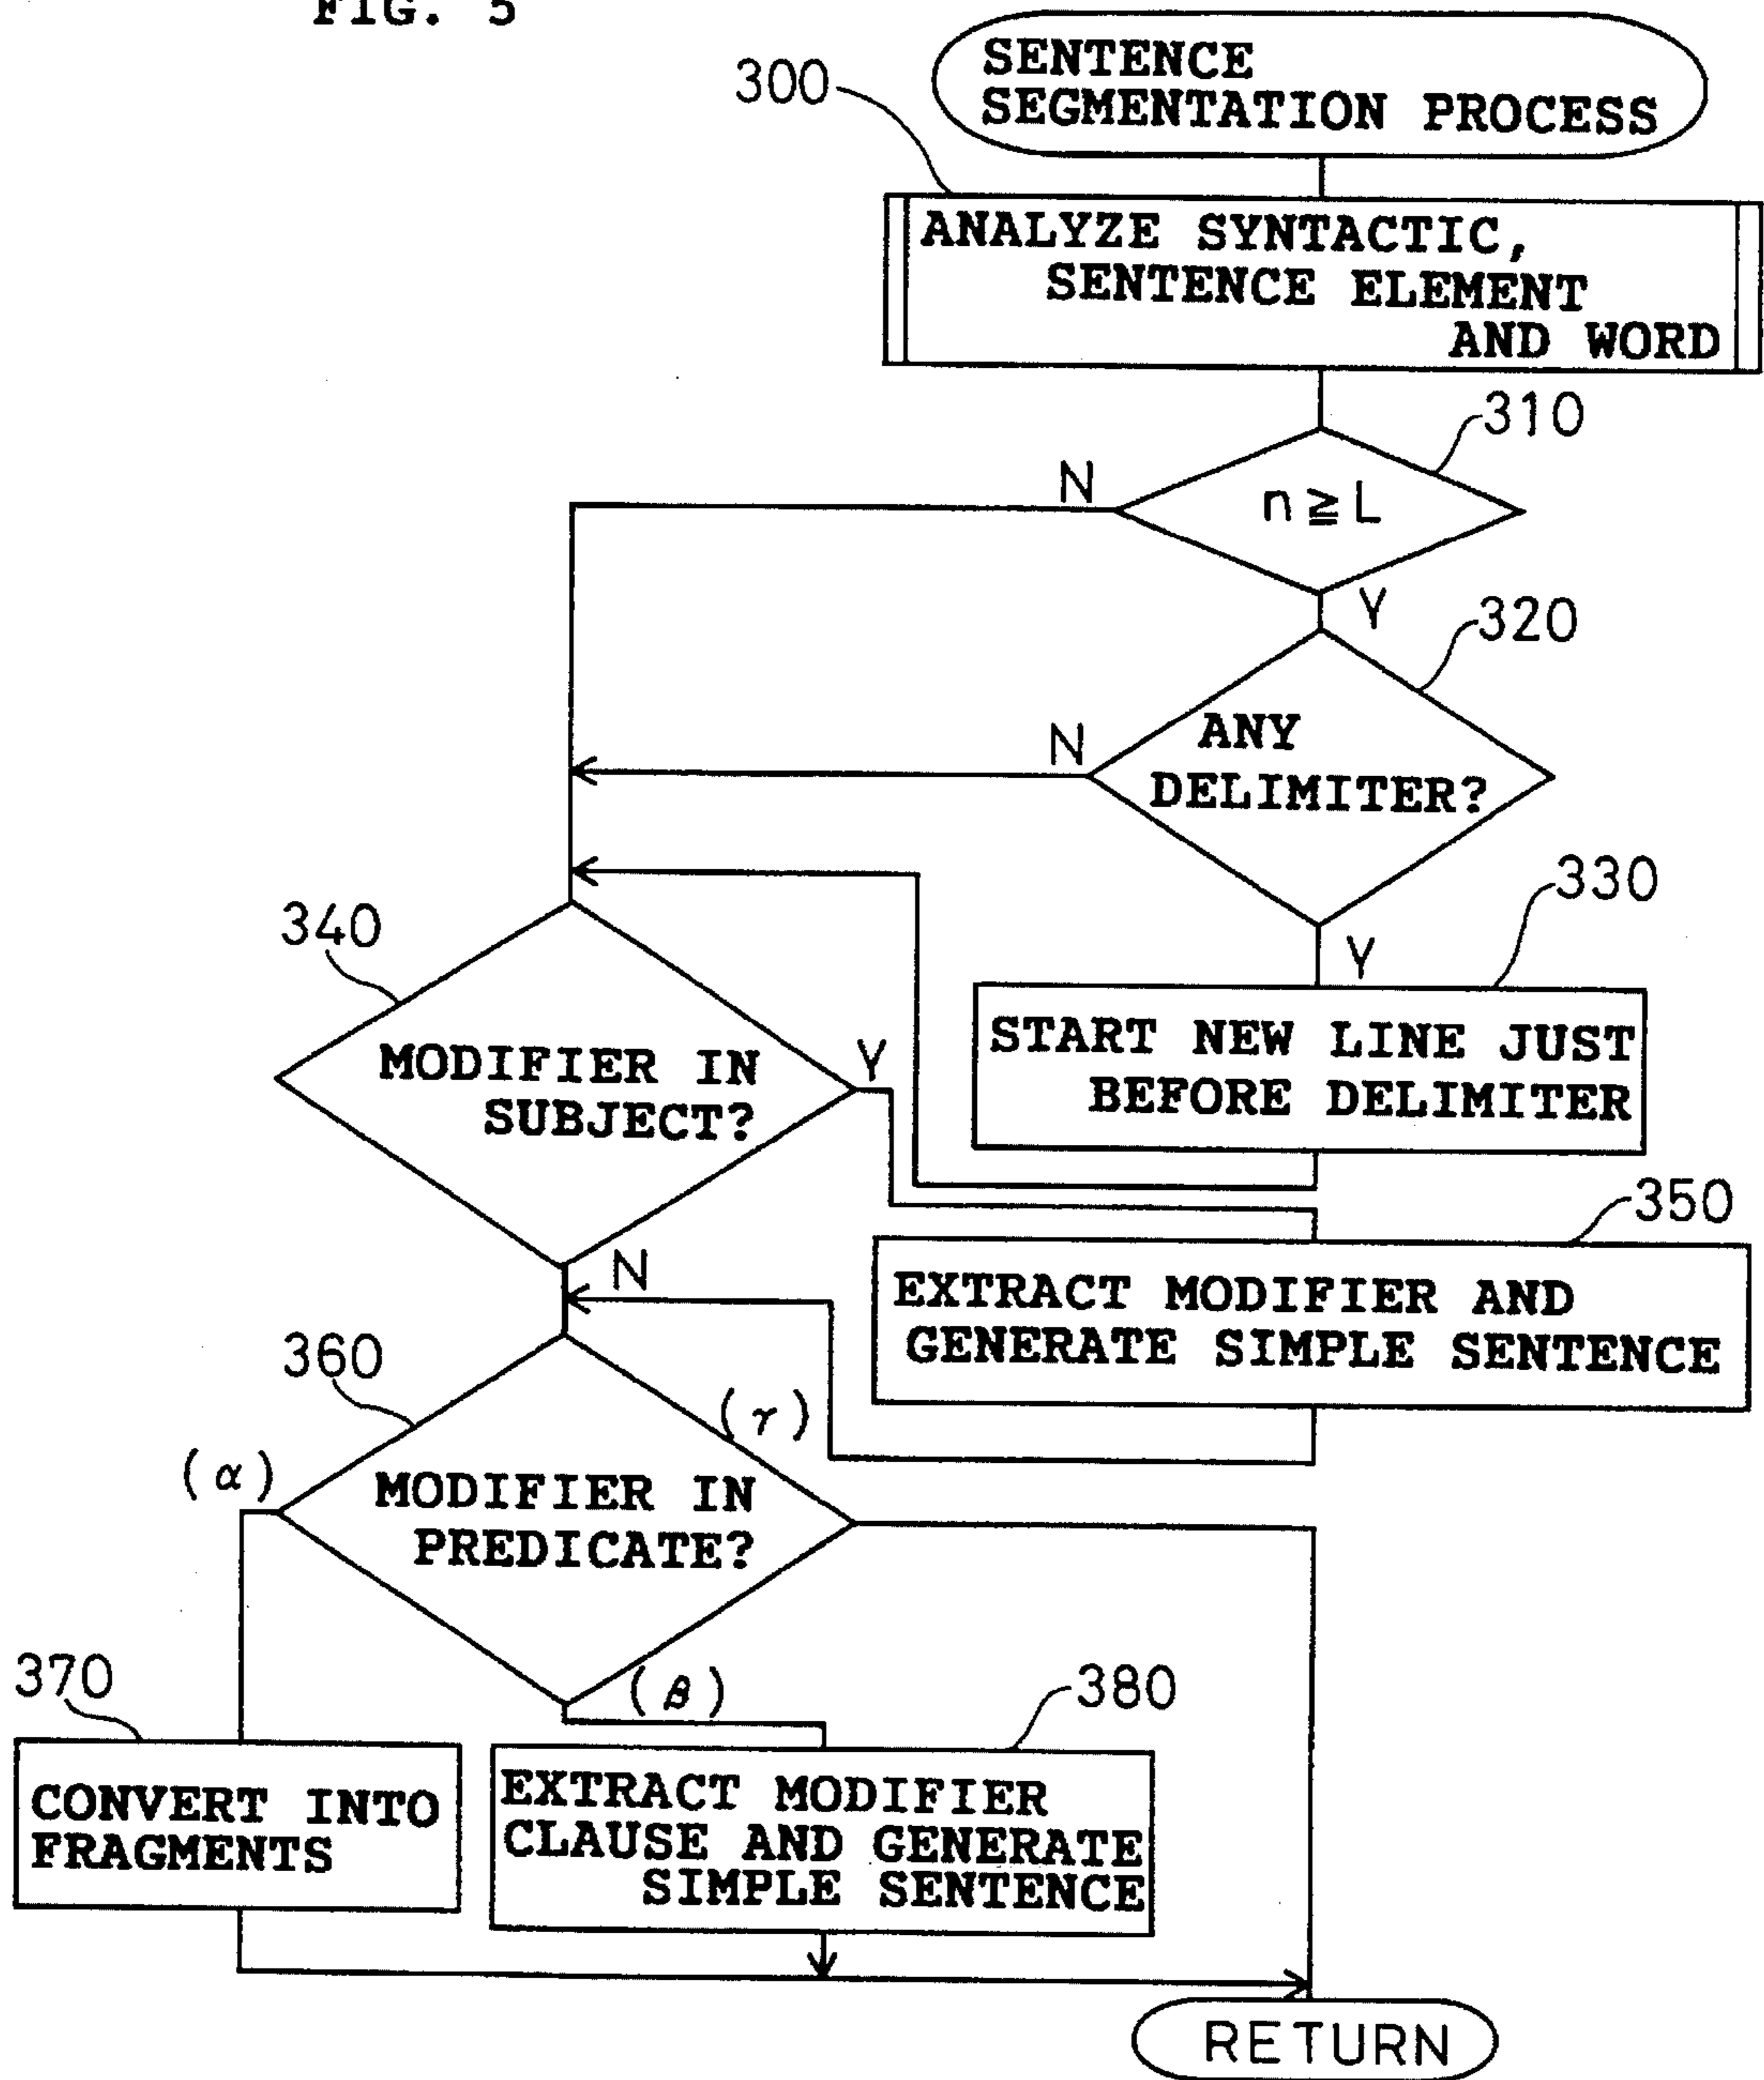 FIG. 5
SENTENCE
SEGMENTATION PROCESS
300
ANALYZE SYNTACTIC,
SENTENCE ELEMENT
AND WORD
310
N
n ≧ L
Y
320
N
ANY
DELIMITER?
330
340
Y
START NEW LINE JUST
BEFORE DELIMITER
MODIFIER IN
SUBJECT?
Y
350
N
EXTRACT MODIFIER AND
GENERATE SIMPLE SENTENCE
360
(γ)
(α)
MODIFIER IN
PREDICATE?
370
(β)
380
CONVERT INTO
FRAGMENTS
EXTRACT MODIFIER
CLAUSE AND GENERATE
SIMPLE SENTENCE
RETURN